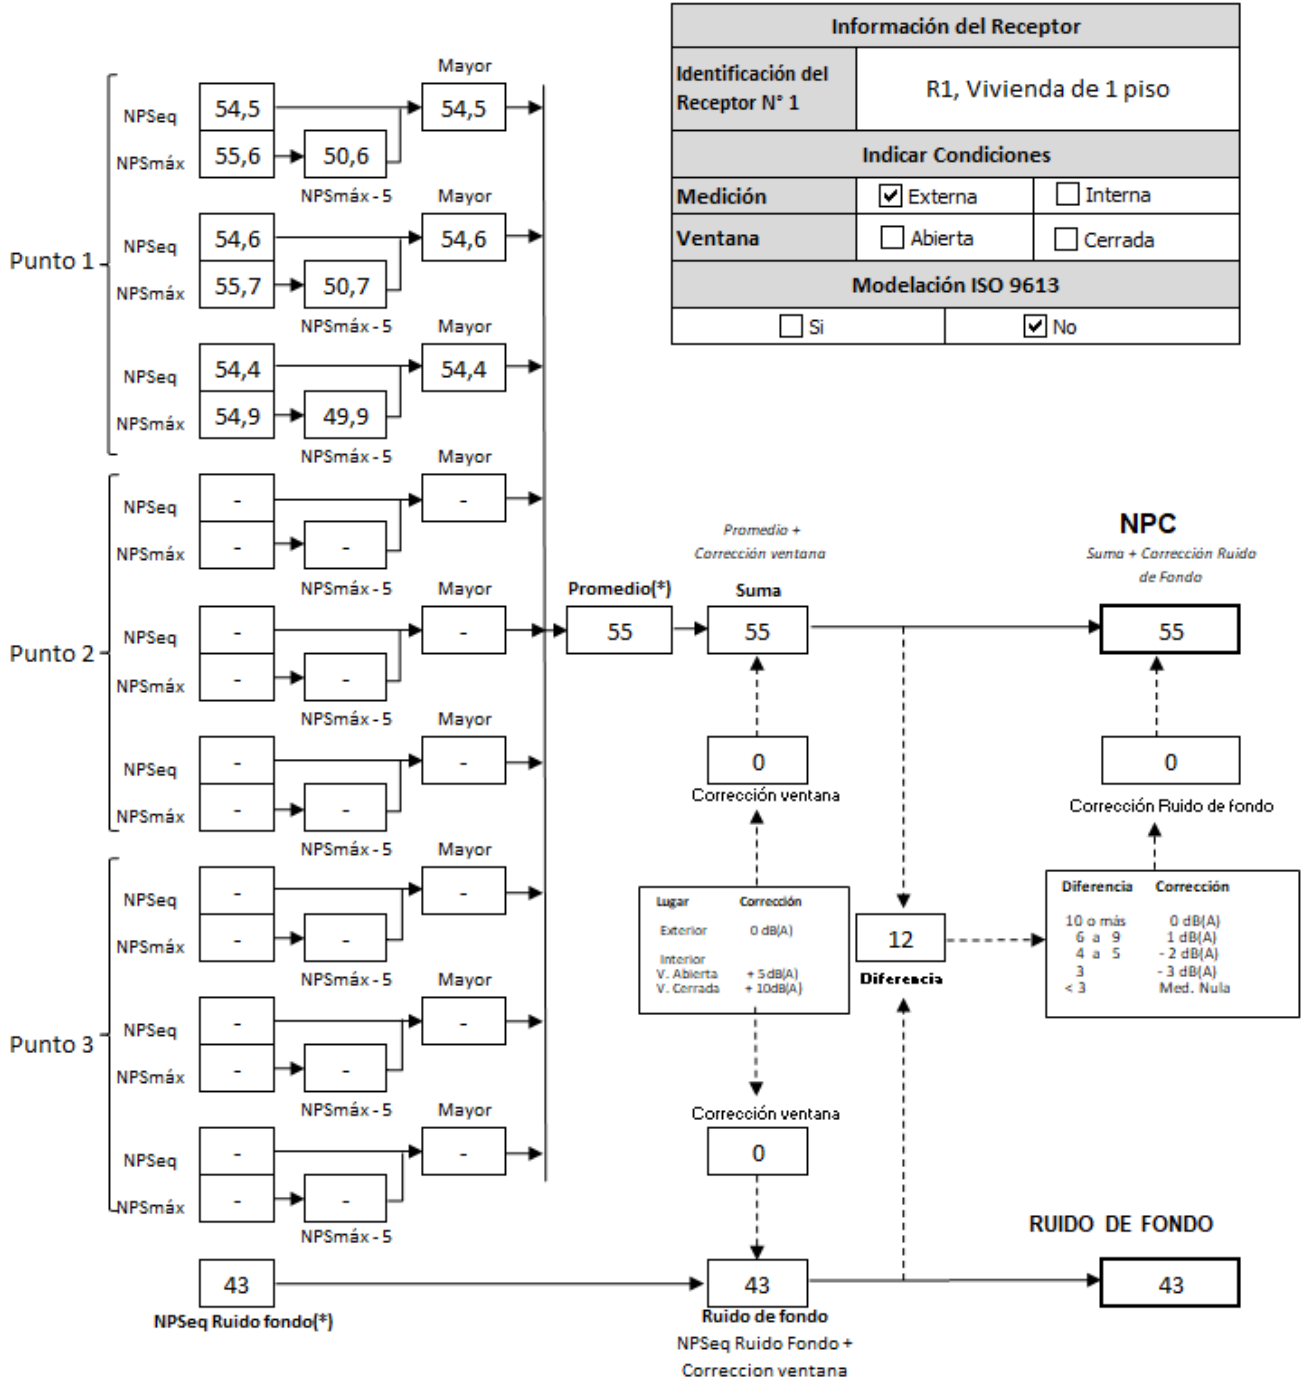 Información del Receptor
Identificación del
Receptor N° 1
R1, Vivienda de 1 piso
Indicar Condiciones
Medición
Externa
Interna
Ventana
Abierta
Cerrada
Modelación ISO 9613
Si
No
Punto 1
Mayor
NPSeq
54,5
54,5
NPSmáx
55,6
50,6
NPSmáx - 5
Mayor
NPSeq
54,6
54,6
NPSmáx
55,7
50,7
NPSmáx - 5
Mayor
NPSeq
54,4
54,4
NPSmáx
54,9
49,9
NPSmáx - 5
Punto 2
Mayor
NPSeq
-
-
NPSmáx
-
-
NPSmáx - 5
Mayor
NPSeq
-
-
NPSmáx
-
-
NPSmáx - 5
Mayor
NPSeq
-
-
NPSmáx
-
-
NPSmáx - 5
Punto 3
Mayor
NPSeq
-
-
NPSmáx
-
-
NPSmáx - 5
Mayor
NPSeq
-
-
NPSmáx
-
-
NPSmáx - 5
Mayor
NPSeq
-
-
NPSmáx
-
-
NPSmáx - 5
Promedio(*)
55
Promedio +
Corrección ventana
Suma
55
NPC
Suma + Corrección Ruido
de Fondo
55
0
Corrección ventana
0
Corrección Ruido de fondo
Lugar Corrección
Exterior 0 dB(A)
Interior
V. Abierta + 5dB(A)
V. Cerrada + 10dB(A)
12
Diferencia
Diferencia Corrección
10 o más 0 dB(A)
6 a 9 1 dB(A)
4 a 5 - 2 dB(A)
3 - 3 dB(A)
< 3 Med. Nula
Corrección ventana
0
43
NPSeq Ruido fondo(*)
43
Ruido de fondo
NPSeq Ruido Fondo +
Correccion ventana
RUIDO DE FONDO
43